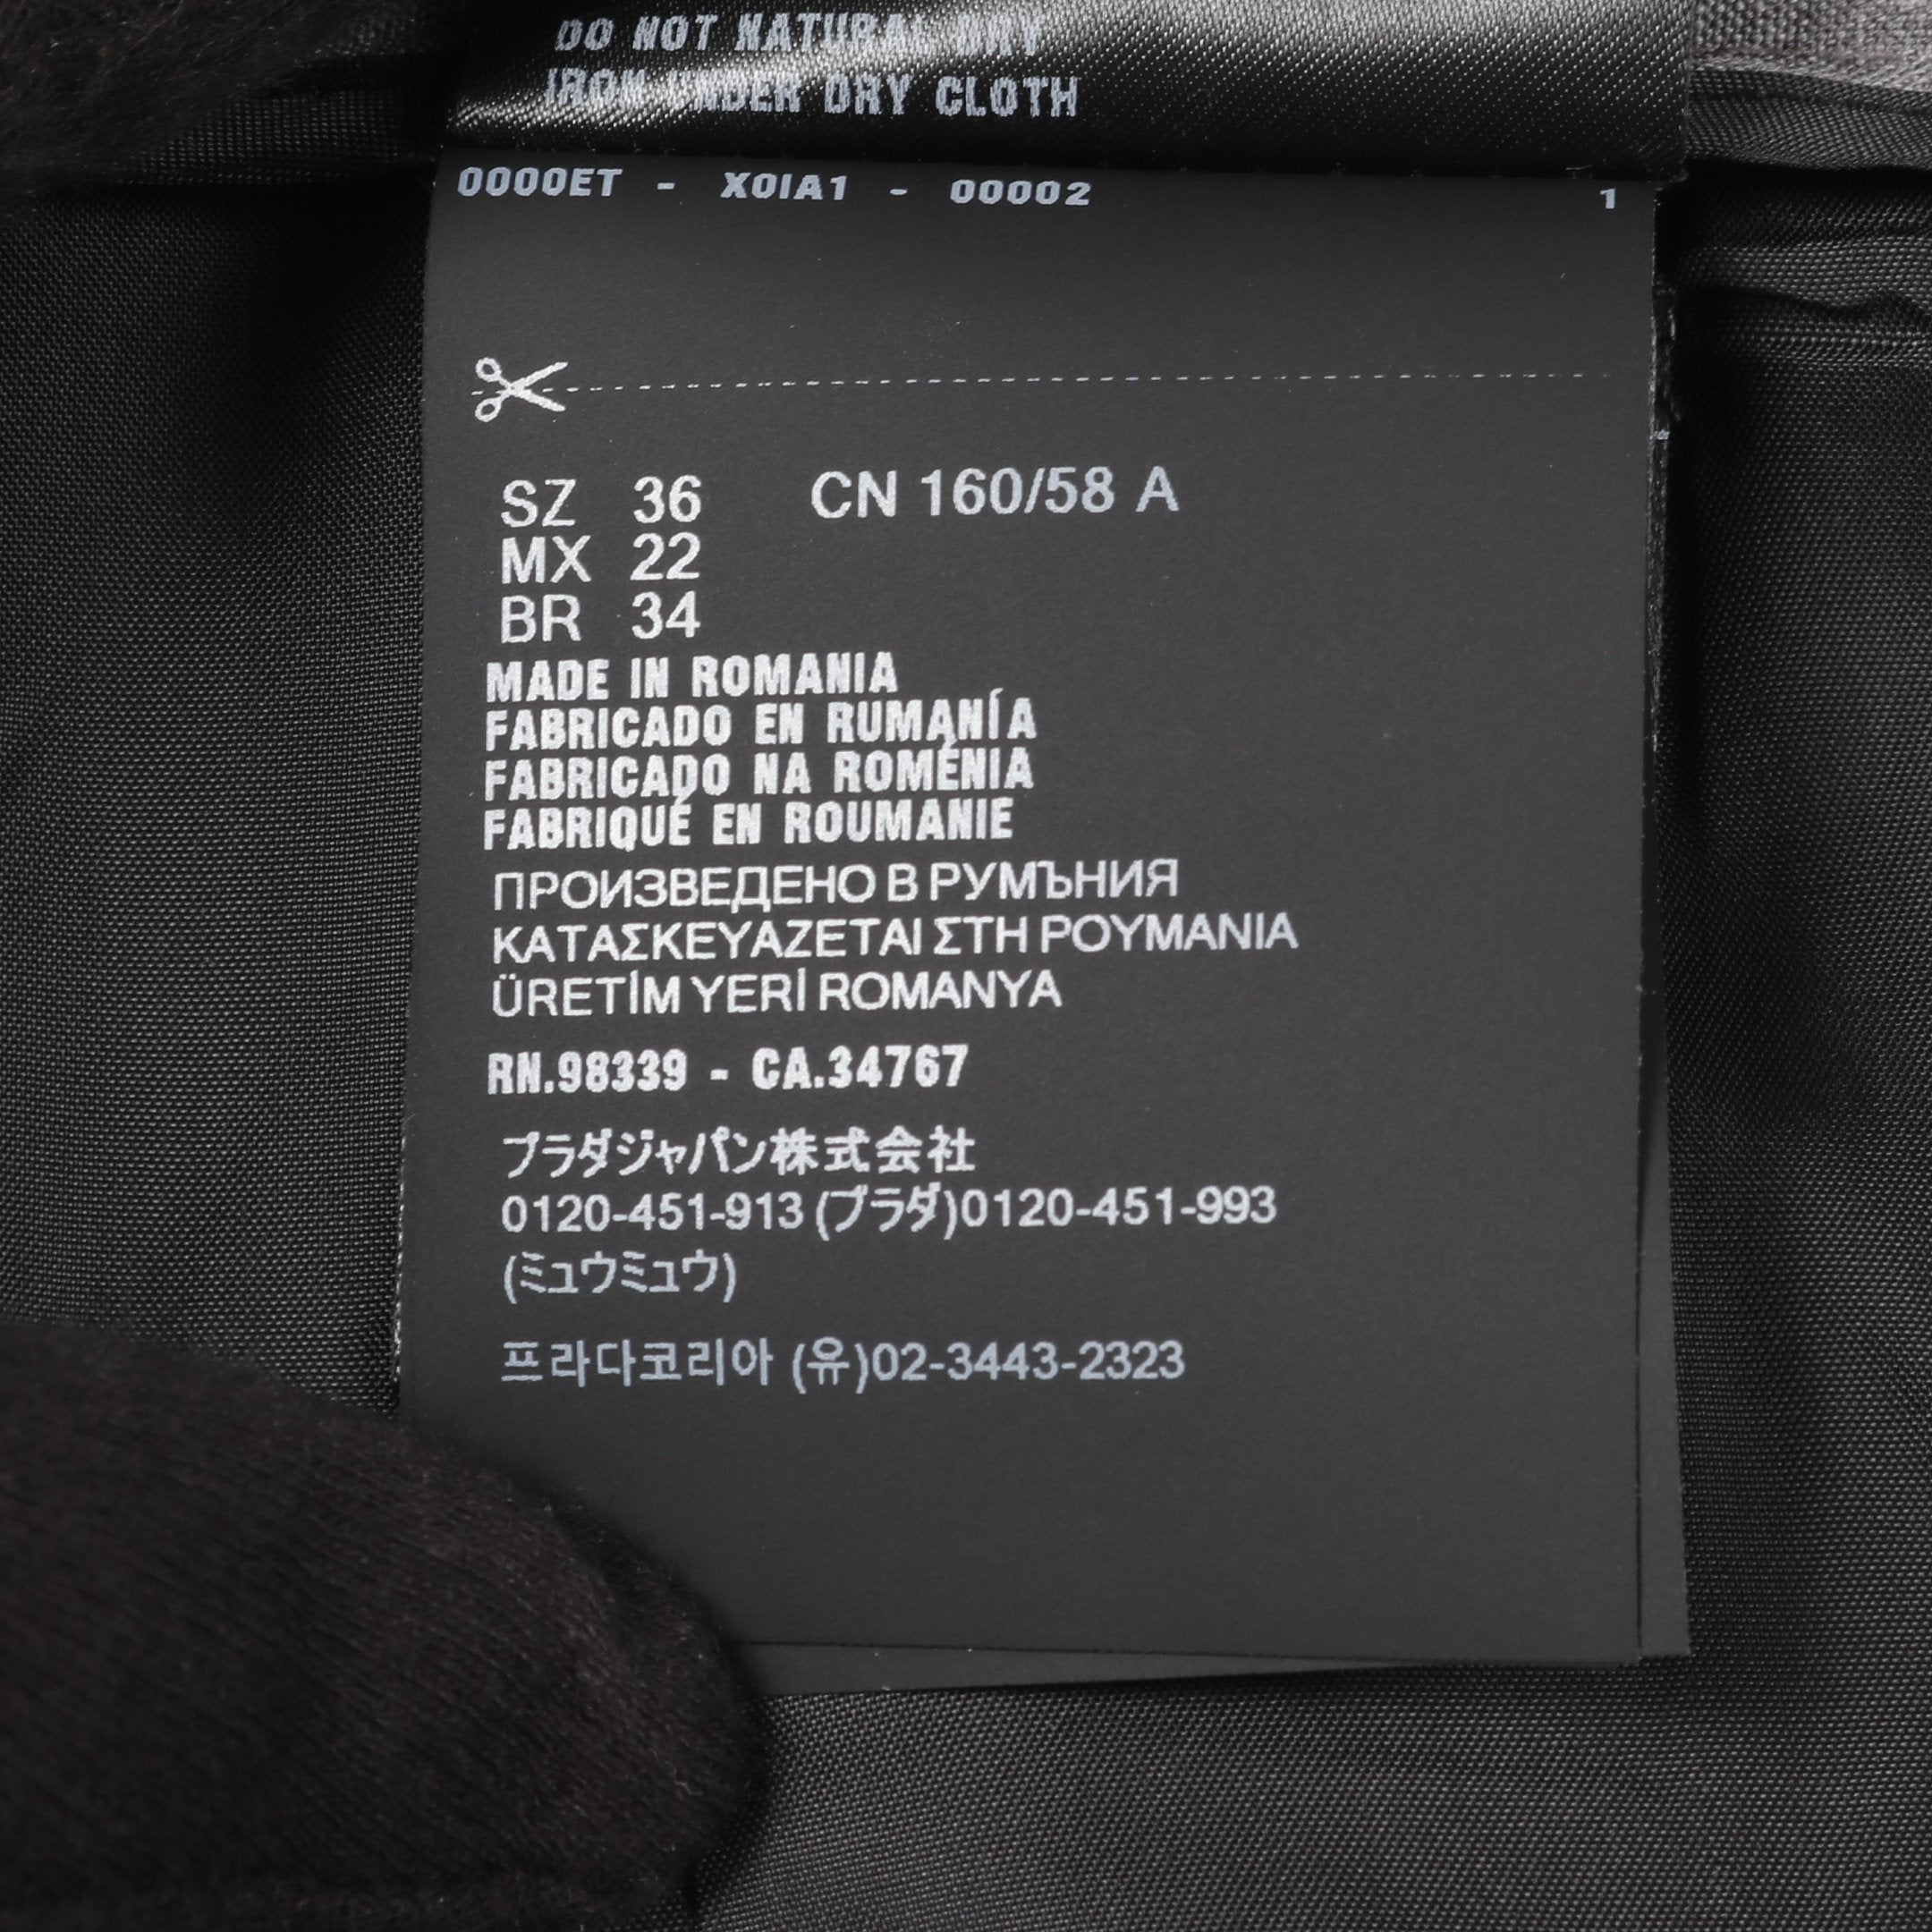 DO NOT NATURAL DRY
IRON UNDER DRY CLOTH
0000ET - X0IA1 - 00002 1
SZ 36 CN 160/58 A
MX 22
BR 34
MADE IN ROMANIA
FABRICADO EN RUMANÍA
FABRICADO NA ROMÉNIA
FABRIQUÉ EN ROUMANIE
ПРОИЗВЕДЕНО В РУМЪНИЯ
ΚΑΤΑΣΚΕΥΑΖΕΤΑΙ ΣΤΗ ΡΟΥΜΑΝΙΑ
ÜRETİM YERİ ROMANYA
RN.98339 - CA.34767
プラダジャパン株式会社
0120-451-913 (プラダ)0120-451-993
(ミュウミュウ)
프라다코리아 (유)02-3443-2323